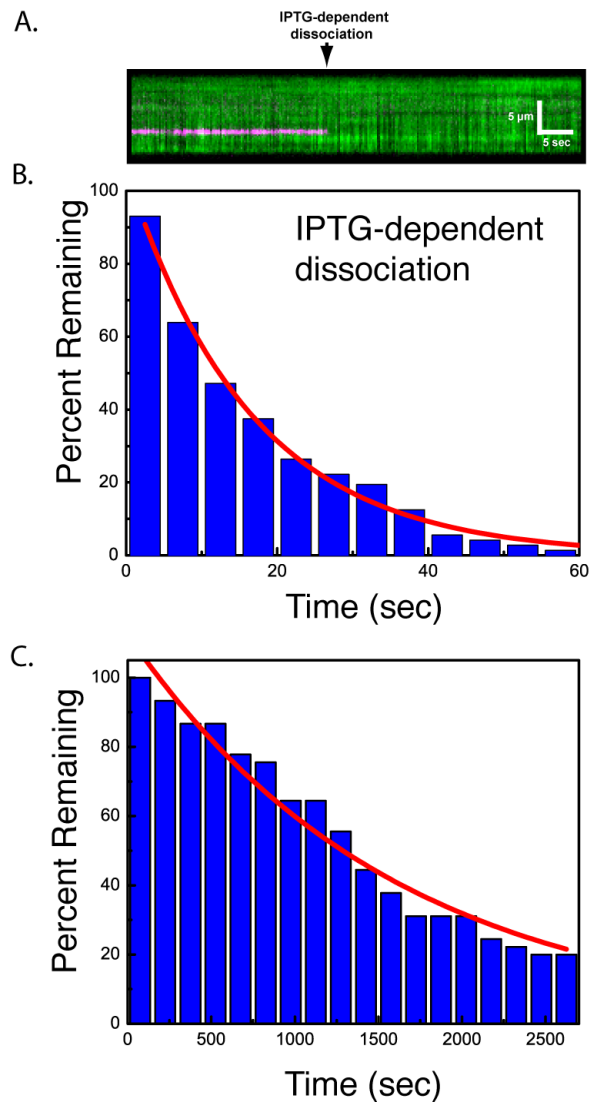 A.
IPTG-dependent
dissociation
5 µm
5 sec
B.
100
80
60
40
20
0
Percent Remaining
IPTG-dependent
dissociation
0 20 40 60
Time (sec)
C.
100
80
60
40
20
0
Percent Remaining
0 500 1000 1500 2000 2500
Time (sec)